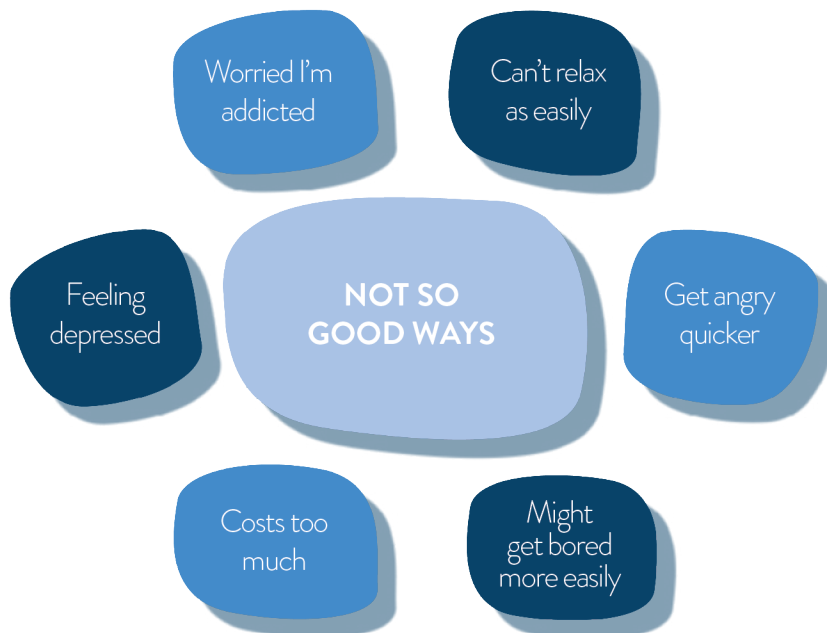 Worried I'm
addicted
Can't relax
as easily
Feeling
depressed
NOT SO
GOOD WAYS
Get angry
quicker
Costs too
much
Might
get bored
more easily